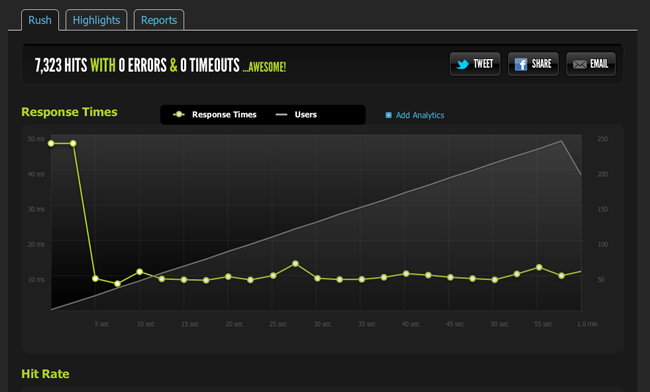 Rush Highlights Reports
7,323 HITS WITH 0 ERRORS & 0 TIMEOUTS ...AWESOME!
TWEET SHARE EMAIL
Response Times
Response Times Users
Add Analytics
50 ms 250
40 ms 200
30 ms 150
20 ms 100
10 ms 50
5 sec 10 sec 15 sec 20 sec 25 sec 30 sec 35 sec 40 sec 45 sec 50 sec 55 sec 1.0 min
Hit Rate